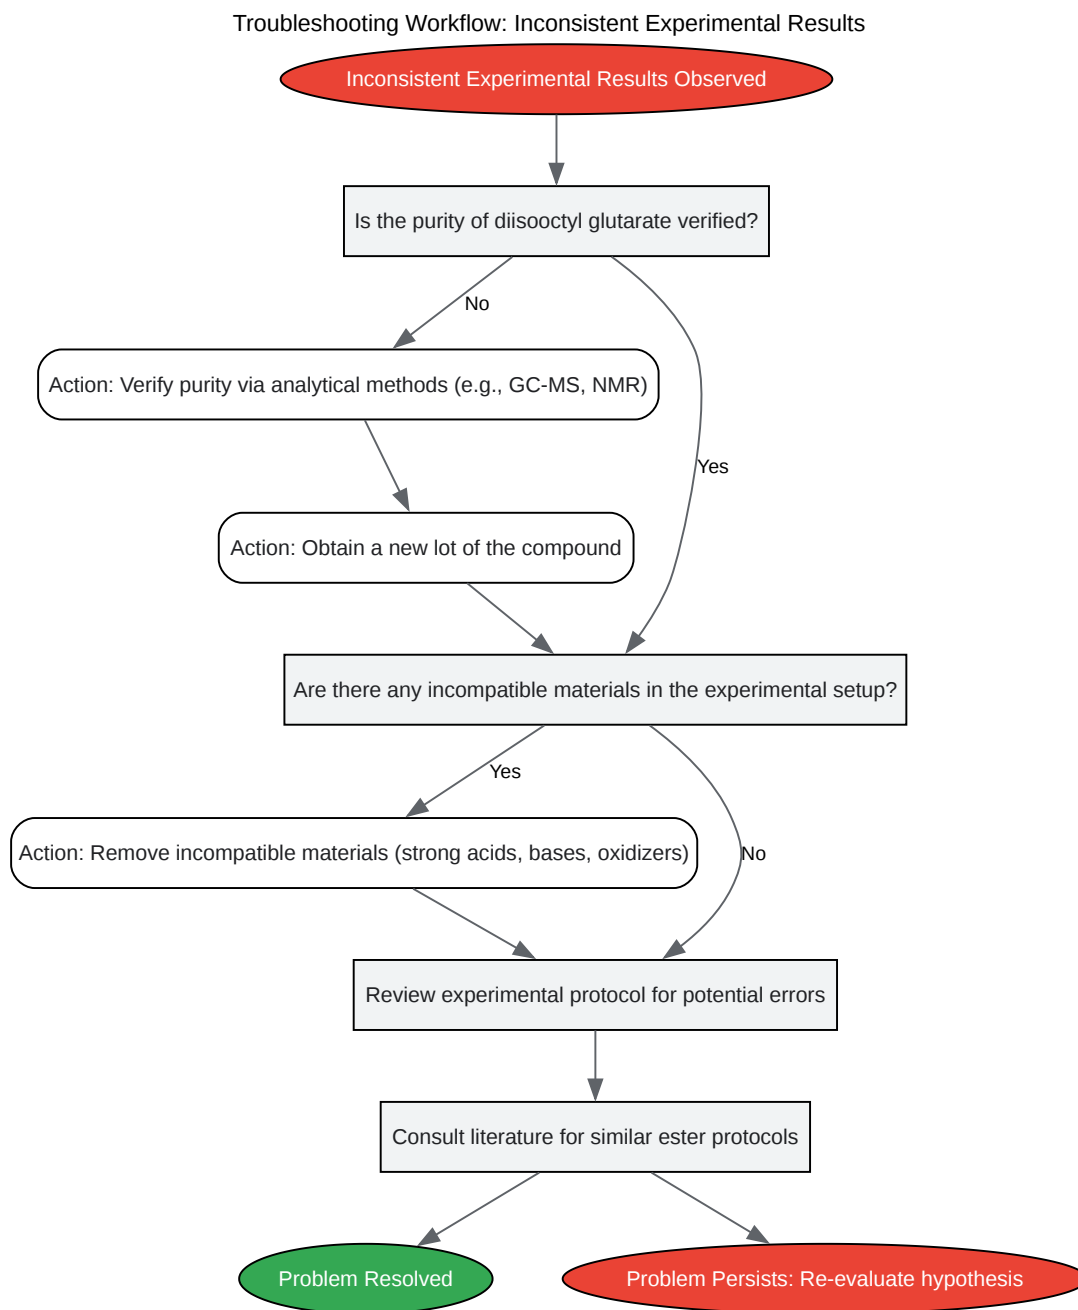 Troubleshooting Workflow: Inconsistent Experimental Results
Inconsistent Experimental Results Observed
Is the purity of diisooctyl glutarate verified?
No
Action: Verify purity via analytical methods (e.g., GC-MS, NMR)
Yes
Action: Obtain a new lot of the compound
Are there any incompatible materials in the experimental setup?
Yes
Action: Remove incompatible materials (strong acids, bases, oxidizers)
No
Review experimental protocol for potential errors
Consult literature for similar ester protocols
Problem Resolved
Problem Persists: Re-evaluate hypothesis